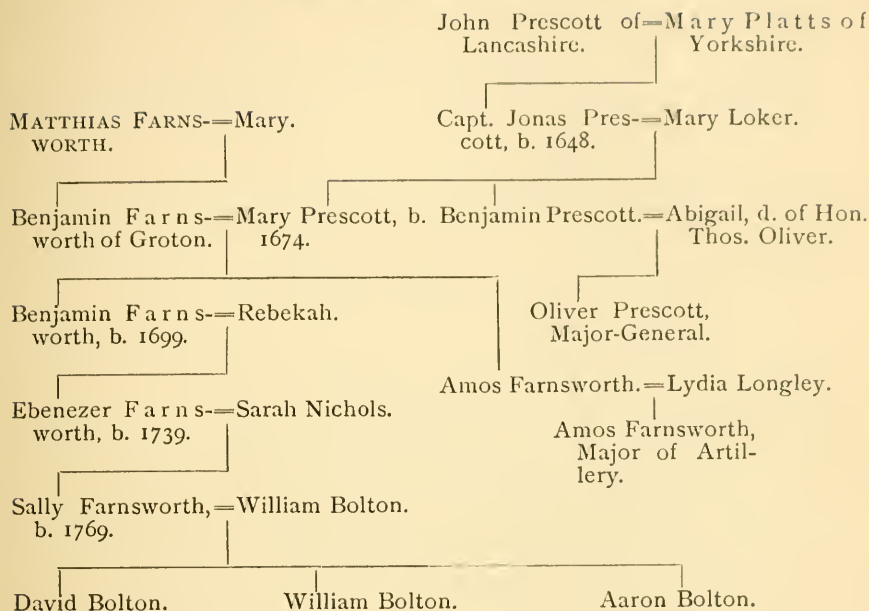 John Prescott of=Mary Platts of
Lancashire. Yorkshire.
MATTHIAS FARNS-=Mary. Capt. Jonas Pres-=Mary Loker.
WORTH. cott, b. 1648.
Benjamin Farns-=Mary Prescott, b. Benjamin Prescott.=Abigail, d. of Hon.
worth of Groton. 1674. Thos. Oliver.
Benjamin Farns-=Rebekah. Oliver Prescott,
worth, b. 1699. Major-General.
Amos Farnsworth.=Lydia Longley.
Ebenezer Farns-=Sarah Nichols.
worth, b. 1739. Amos Farnsworth,
Major of Artil-
lery.
Sally Farnsworth,=William Bolton.
b. 1769.
David Bolton. William Bolton. Aaron Bolton.